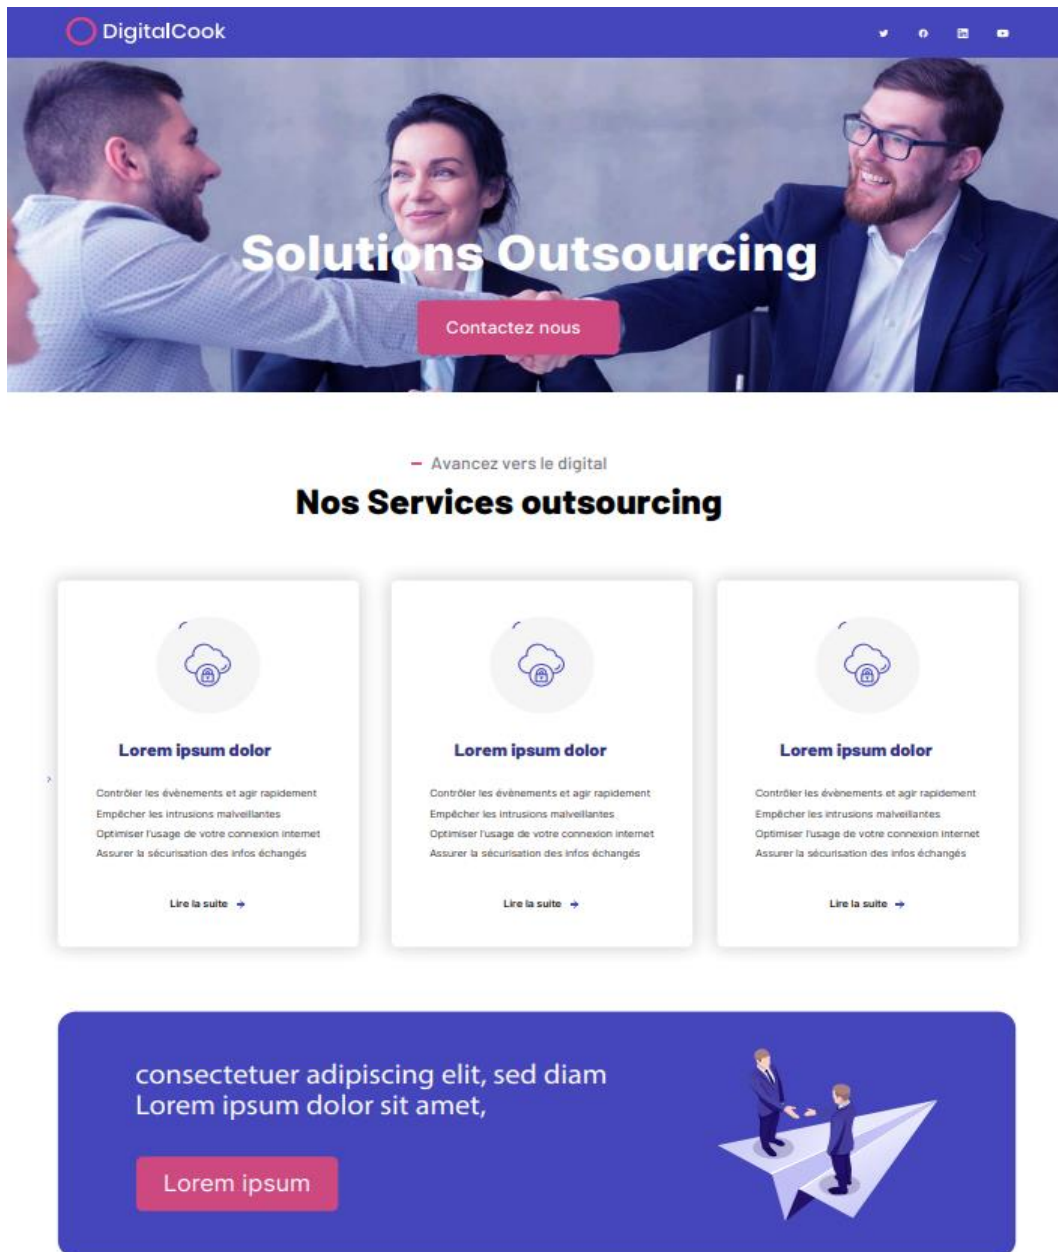 DigitalCook
Solutions Outsourcing
Contactez nous
Avancez vers le digital
Nos Services outsourcing
Lorem ipsum dolor
Contrôler les évènements et agir rapidement
Empêcher les intrusions malveillantes
Optimiser l'usage de votre connexion internet
Assurer la sécurisation des infos échangés
Lire la suite
Lorem ipsum dolor
Contrôler les évènements et agir rapidement
Empêcher les intrusions malveillantes
Optimiser l'usage de votre connexion internet
Assurer la sécurisation des infos échangés
Lire la suite
Lorem ipsum dolor
Contrôler les évènements et agir rapidement
Empêcher les intrusions malveillantes
Optimiser l'usage de votre connexion internet
Assurer la sécurisation des infos échangés
Lire la suite
consectetuer adipiscing elit, sed diam
Lorem ipsum dolor sit amet,
Lorem ipsum